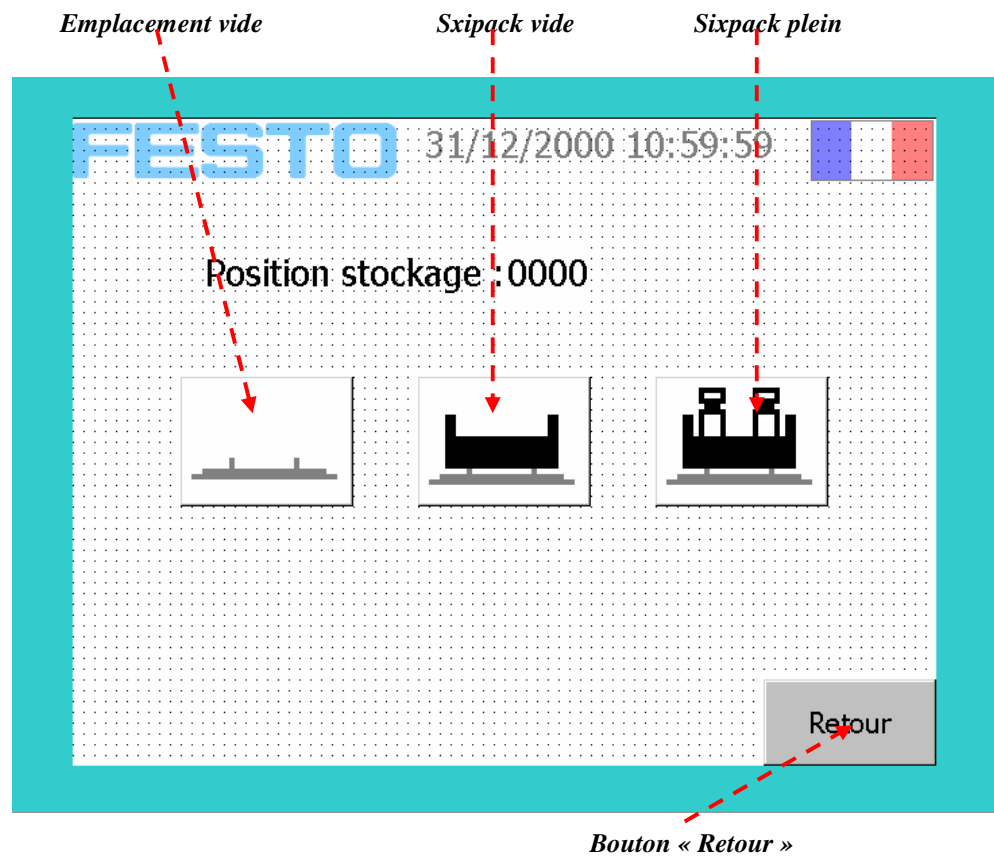 Emplacement vide Sxipack vide Sixpack plein
FESTO 31/12/2000 10:59:59
Position stockage :0000
Retour
Bouton « Retour »